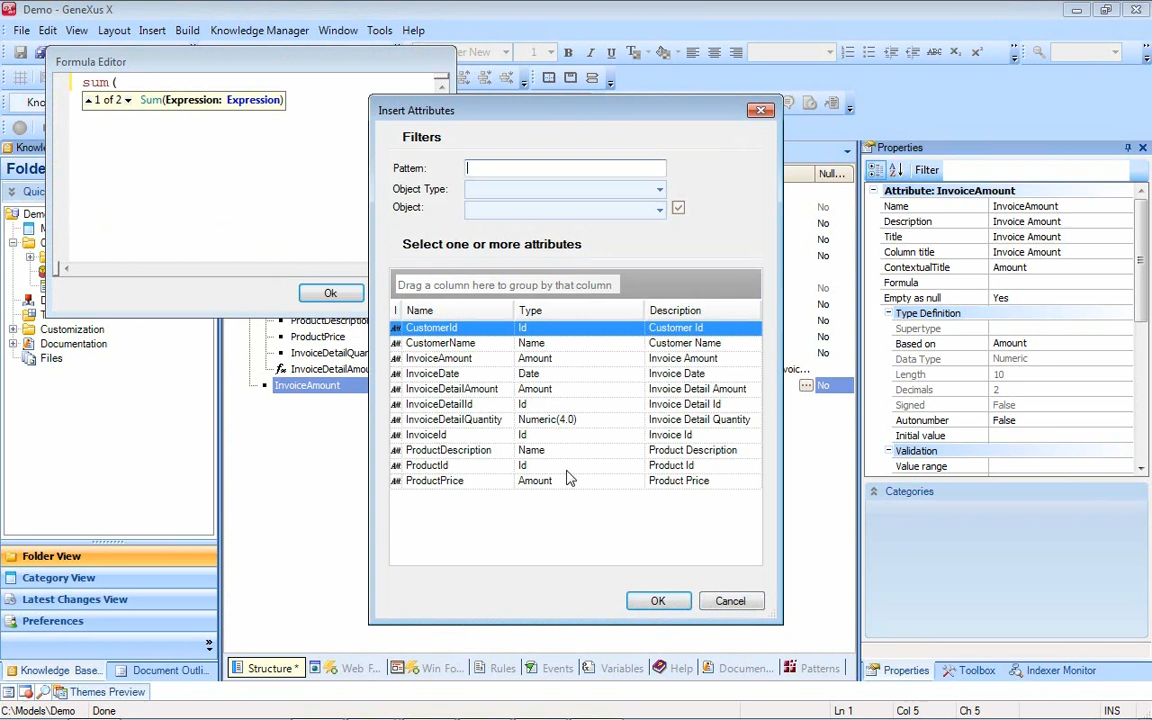 Demo - GeneXus X
File Edit View Layout Insert Build Knowledge Manager Window Tools Help
Formula Editor
sum (
1 of 2 Sum(Expression: Expression)
Ok
Insert Attributes
Filters
Pattern:
Object Type:
Object:
Select one or more attributes
Drag a column here to group by that column
Name Type Description
CustomerId Id Customer Id
CustomerName Name Customer Name
InvoiceAmount Amount Invoice Amount
InvoiceDate Date Invoice Date
InvoiceDetailAmount Amount Invoice Detail Amount
InvoiceDetailId Id Invoice Detail Id
InvoiceDetailQuantity Numeric(4.0) Invoice Detail Quantity
InvoiceId Id Invoice Id
ProductDescription Name Product Description
ProductId Id Product Id
ProductPrice Amount Product Price
OK Cancel
Null...
No
No
No
No
No
No
No
No
No
No
ProductDescriptio
ProductPrice
InvoiceDetailQuar
InvoiceDetailAmou
InvoiceAmount
Customization
Documentation
Files
Folder View
Category View
Latest Changes View
Preferences
Knowledge Base... Document Outli...
Structure * Web F... Win Fo... Rules Events Variables Help Documen... Patterns
Properties
Filter
Attribute: InvoiceAmount
Name InvoiceAmount
Description Invoice Amount
Title Invoice Amount
Column title Invoice Amount
ContextualTitle Amount
Formula
Empty as null Yes
Type Definition
Supertype
Based on Amount
Data Type Numeric
Length 10
Decimals 2
Signed False
Autonumber False
Initial value
Validation
Value range
Categories
Properties Toolbox Indexer Monitor
Themes Preview
C:\Models\Demo Done Ln 1 Col 5 Ch 5 INS